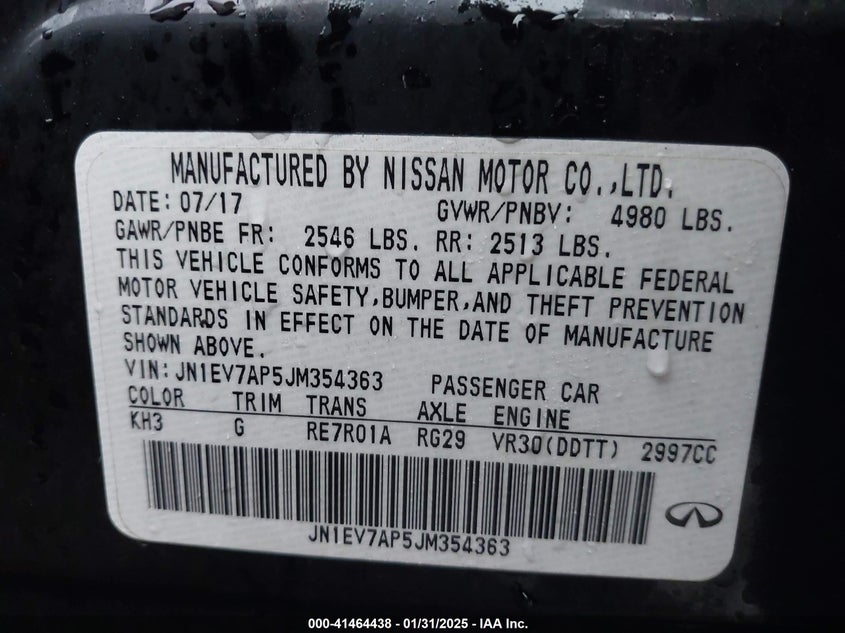 MANUFACTURED BY NISSAN MOTOR CO.,LTD.
DATE: 07/17 GVWR/PNBV: 4980 LBS.
GAWR/PNBE FR: 2546 LBS. RR: 2513 LBS.
THIS VEHICLE CONFORMS TO ALL APPLICABLE FEDERAL
MOTOR VEHICLE SAFETY,BUMPER,AND THEFT PREVENTION
STANDARDS IN EFFECT ON THE DATE OF MANUFACTURE
SHOWN ABOVE.
VIN:JN1EV7AP5JM354363 PASSENGER CAR
COLOR TRIM TRANS AXLE ENGINE
KH3 G RE7R01A RG29 VR30(DDTT) 2997CC
JN1EV7AP5JM354363
000-41464438 - 01/31/2025 - IAA Inc.